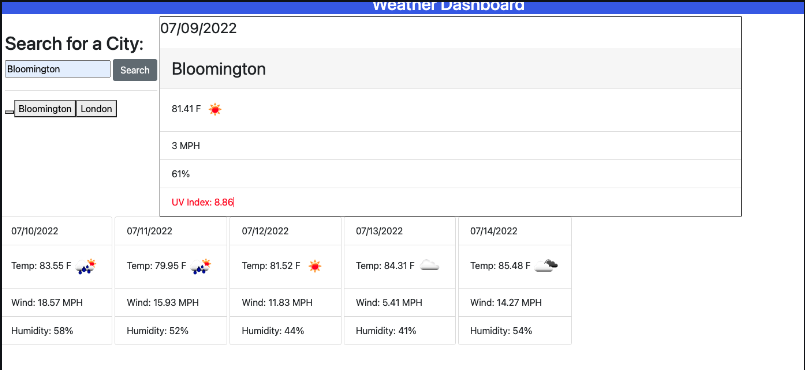 Weather Dashboard
Search for a City:
Bloomington
Search
Bloomington London
07/09/2022
Bloomington
81.41 F
3 MPH
61%
UV Index: 8.86
07/10/2022 07/11/2022 07/12/2022 07/13/2022 07/14/2022
Temp: 83.55 F Temp: 79.95 F Temp: 81.52 F Temp: 84.31 F Temp: 85.48 F
Wind: 18.57 MPH Wind: 15.93 MPH Wind: 11.83 MPH Wind: 5.41 MPH Wind: 14.27 MPH
Humidity: 58% Humidity: 52% Humidity: 44% Humidity: 41% Humidity: 54%